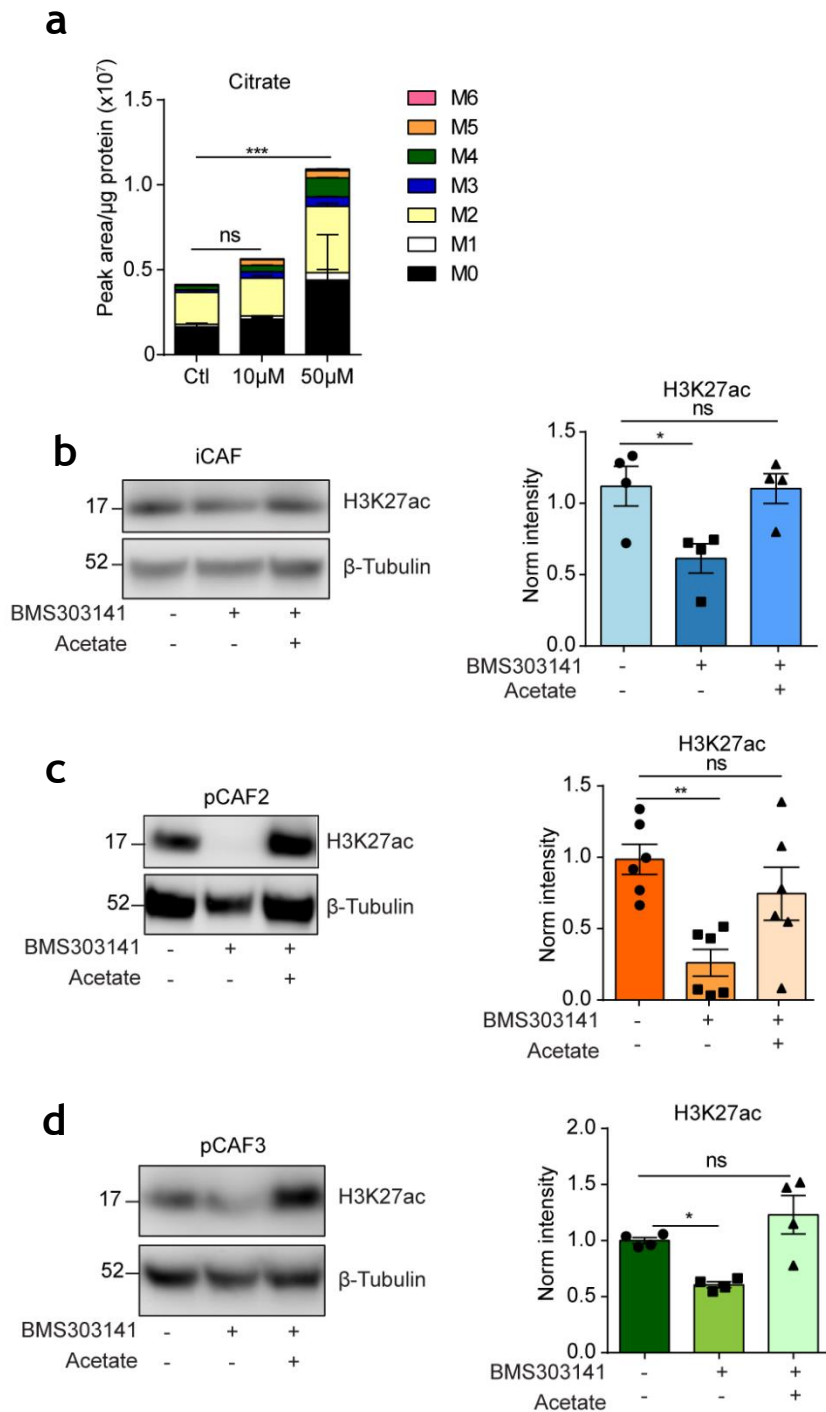 a
Citrate
Peak area/µg protein (x10⁷)
1.5
1.0
0.5
0
***
ns
Ctl 10µM 50µM
M6
M5
M4
M3
M2
M1
M0
b
iCAF
17
H3K27ac
52
β-Tubulin
BMS303141 - + +
Acetate - - +
H3K27ac
ns
*
Norm intensity
1.5
1.0
0.5
0.0
BMS303141 - + +
Acetate - - +
c
pCAF2
17
H3K27ac
52
β-Tubulin
BMS303141 - + +
Acetate - - +
H3K27ac
ns
**
Norm intensity
1.5
1.0
0.5
0.0
BMS303141 - + +
Acetate - - +
d
pCAF3
17
H3K27ac
52
β-Tubulin
BMS303141 - + +
Acetate - - +
H3K27ac
ns
*
Norm intensity
2.0
1.5
1.0
0.5
0.0
BMS303141 - + +
Acetate - - +